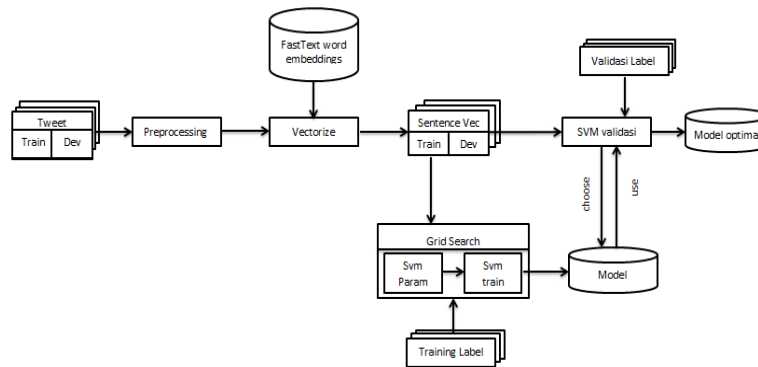 FastText word
embeddings
Validasi Label
Tweet
Train
Dev
Preprocessing
Vectorize
Sentence Vec
Train
Dev
SVM validasi
Model optima
choose
use
Grid Search
Svm
Param
Svm
train
Model
Training Label